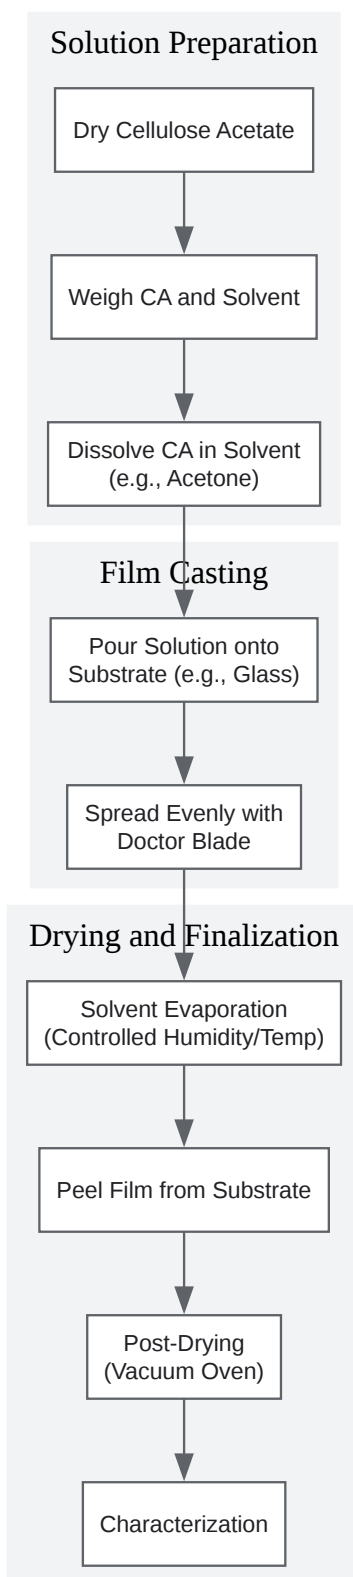 Solution Preparation
Dry Cellulose Acetate
Weigh CA and Solvent
Dissolve CA in Solvent
(e.g., Acetone)
Film Casting
Pour Solution onto
Substrate (e.g., Glass)
Spread Evenly with
Doctor Blade
Drying and Finalization
Solvent Evaporation
(Controlled Humidity/Temp)
Peel Film from Substrate
Post-Drying
(Vacuum Oven)
Characterization